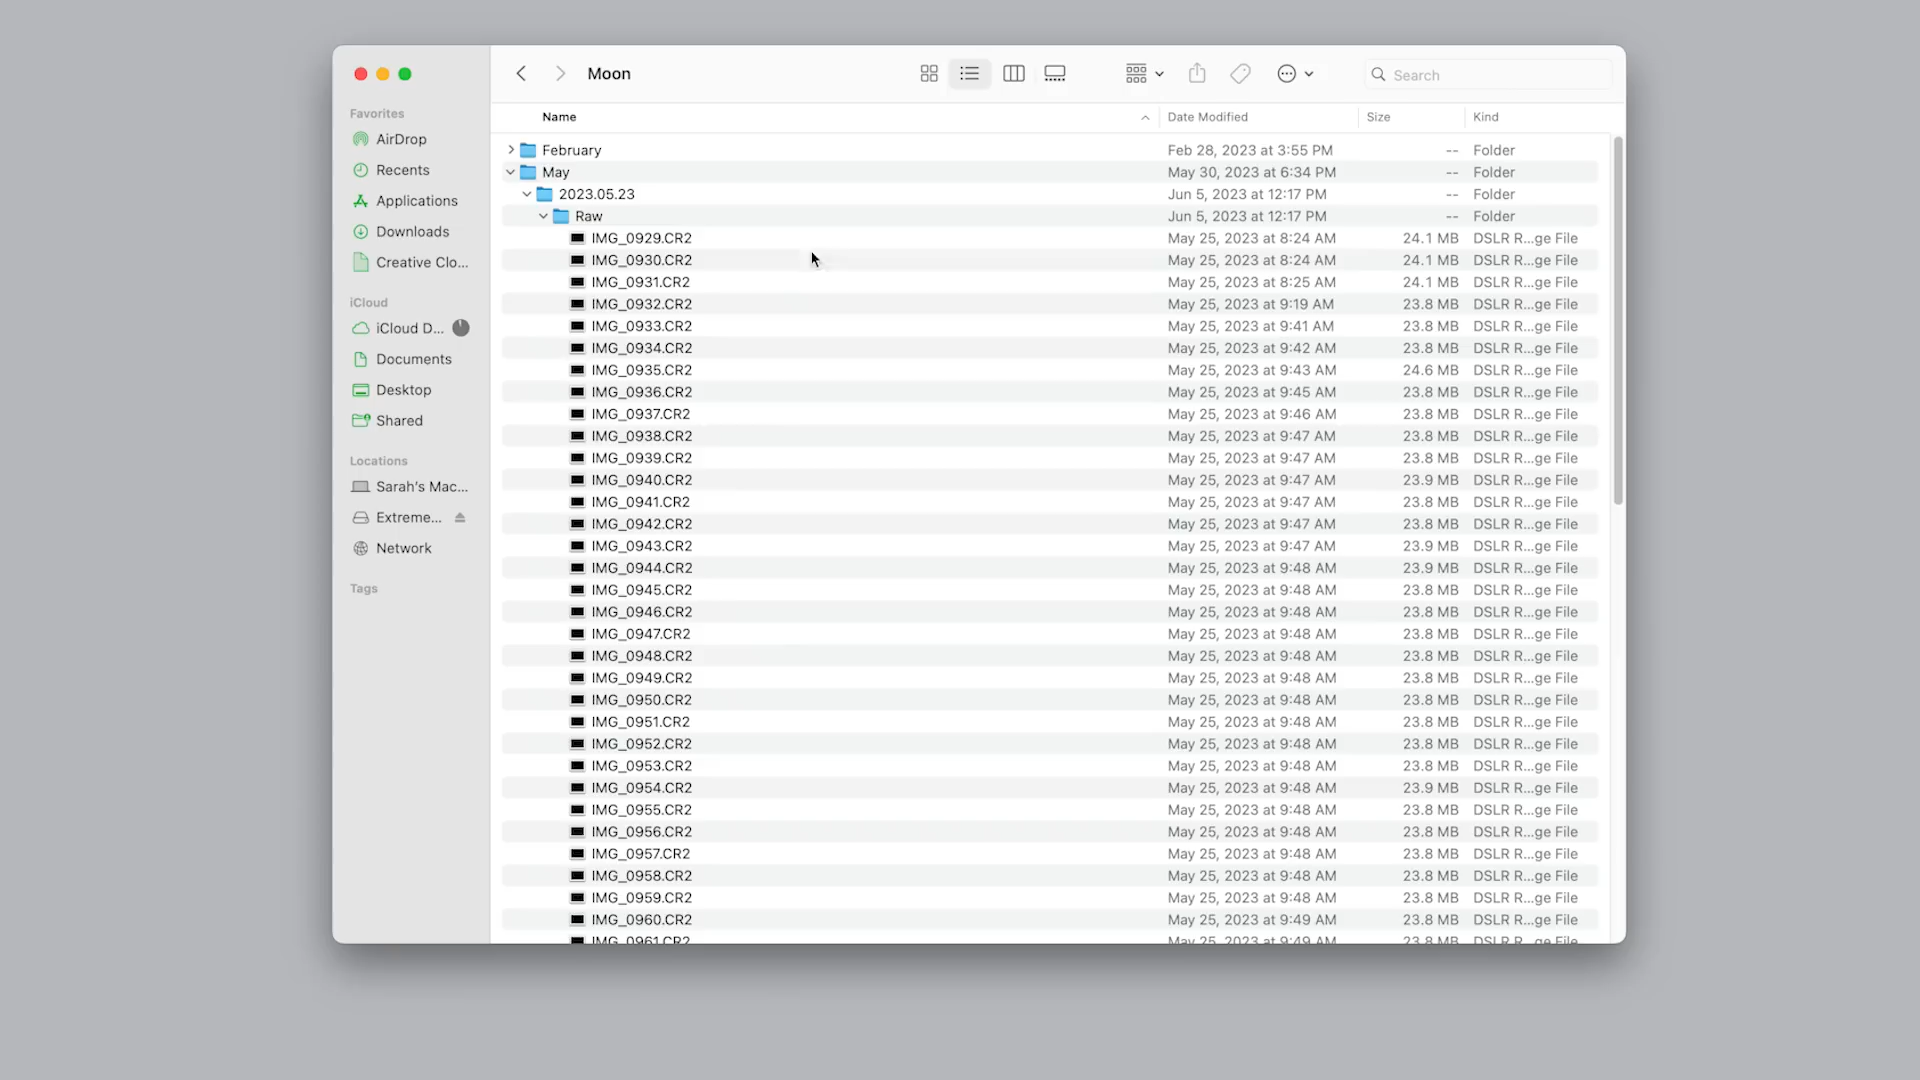 Moon
Search
Favorites
AirDrop
Recents
Applications
Downloads
Creative Clo...
iCloud
iCloud D...
Documents
Desktop
Shared
Locations
Sarah's Mac...
Extreme...
Network
Tags
Name Date Modified Size Kind
February Feb 28, 2023 at 3:55 PM -- Folder
May May 30, 2023 at 6:34 PM -- Folder
2023.05.23 Jun 5, 2023 at 12:17 PM -- Folder
Raw Jun 5, 2023 at 12:17 PM -- Folder
IMG_0929.CR2 May 25, 2023 at 8:24 AM 24.1 MB DSLR R...ge File
IMG_0930.CR2 May 25, 2023 at 8:24 AM 24.1 MB DSLR R...ge File
IMG_0931.CR2 May 25, 2023 at 8:25 AM 24.1 MB DSLR R...ge File
IMG_0932.CR2 May 25, 2023 at 9:19 AM 23.8 MB DSLR R...ge File
IMG_0933.CR2 May 25, 2023 at 9:41 AM 23.8 MB DSLR R...ge File
IMG_0934.CR2 May 25, 2023 at 9:42 AM 23.8 MB DSLR R...ge File
IMG_0935.CR2 May 25, 2023 at 9:43 AM 24.6 MB DSLR R...ge File
IMG_0936.CR2 May 25, 2023 at 9:45 AM 23.8 MB DSLR R...ge File
IMG_0937.CR2 May 25, 2023 at 9:46 AM 23.8 MB DSLR R...ge File
IMG_0938.CR2 May 25, 2023 at 9:47 AM 23.8 MB DSLR R...ge File
IMG_0939.CR2 May 25, 2023 at 9:47 AM 23.8 MB DSLR R...ge File
IMG_0940.CR2 May 25, 2023 at 9:47 AM 23.9 MB DSLR R...ge File
IMG_0941.CR2 May 25, 2023 at 9:47 AM 23.8 MB DSLR R...ge File
IMG_0942.CR2 May 25, 2023 at 9:47 AM 23.8 MB DSLR R...ge File
IMG_0943.CR2 May 25, 2023 at 9:47 AM 23.9 MB DSLR R...ge File
IMG_0944.CR2 May 25, 2023 at 9:48 AM 23.9 MB DSLR R...ge File
IMG_0945.CR2 May 25, 2023 at 9:48 AM 23.8 MB DSLR R...ge File
IMG_0946.CR2 May 25, 2023 at 9:48 AM 23.8 MB DSLR R...ge File
IMG_0947.CR2 May 25, 2023 at 9:48 AM 23.8 MB DSLR R...ge File
IMG_0948.CR2 May 25, 2023 at 9:48 AM 23.8 MB DSLR R...ge File
IMG_0949.CR2 May 25, 2023 at 9:48 AM 23.8 MB DSLR R...ge File
IMG_0950.CR2 May 25, 2023 at 9:48 AM 23.8 MB DSLR R...ge File
IMG_0951.CR2 May 25, 2023 at 9:48 AM 23.8 MB DSLR R...ge File
IMG_0952.CR2 May 25, 2023 at 9:48 AM 23.8 MB DSLR R...ge File
IMG_0953.CR2 May 25, 2023 at 9:48 AM 23.8 MB DSLR R...ge File
IMG_0954.CR2 May 25, 2023 at 9:48 AM 23.9 MB DSLR R...ge File
IMG_0955.CR2 May 25, 2023 at 9:48 AM 23.8 MB DSLR R...ge File
IMG_0956.CR2 May 25, 2023 at 9:48 AM 23.8 MB DSLR R...ge File
IMG_0957.CR2 May 25, 2023 at 9:48 AM 23.8 MB DSLR R...ge File
IMG_0958.CR2 May 25, 2023 at 9:48 AM 23.8 MB DSLR R...ge File
IMG_0959.CR2 May 25, 2023 at 9:48 AM 23.8 MB DSLR R...ge File
IMG_0960.CR2 May 25, 2023 at 9:49 AM 23.8 MB DSLR R...ge File
IMG_0961.CR2 May 25, 2023 at 9:49 AM 23.8 MB DSLR R...ge File